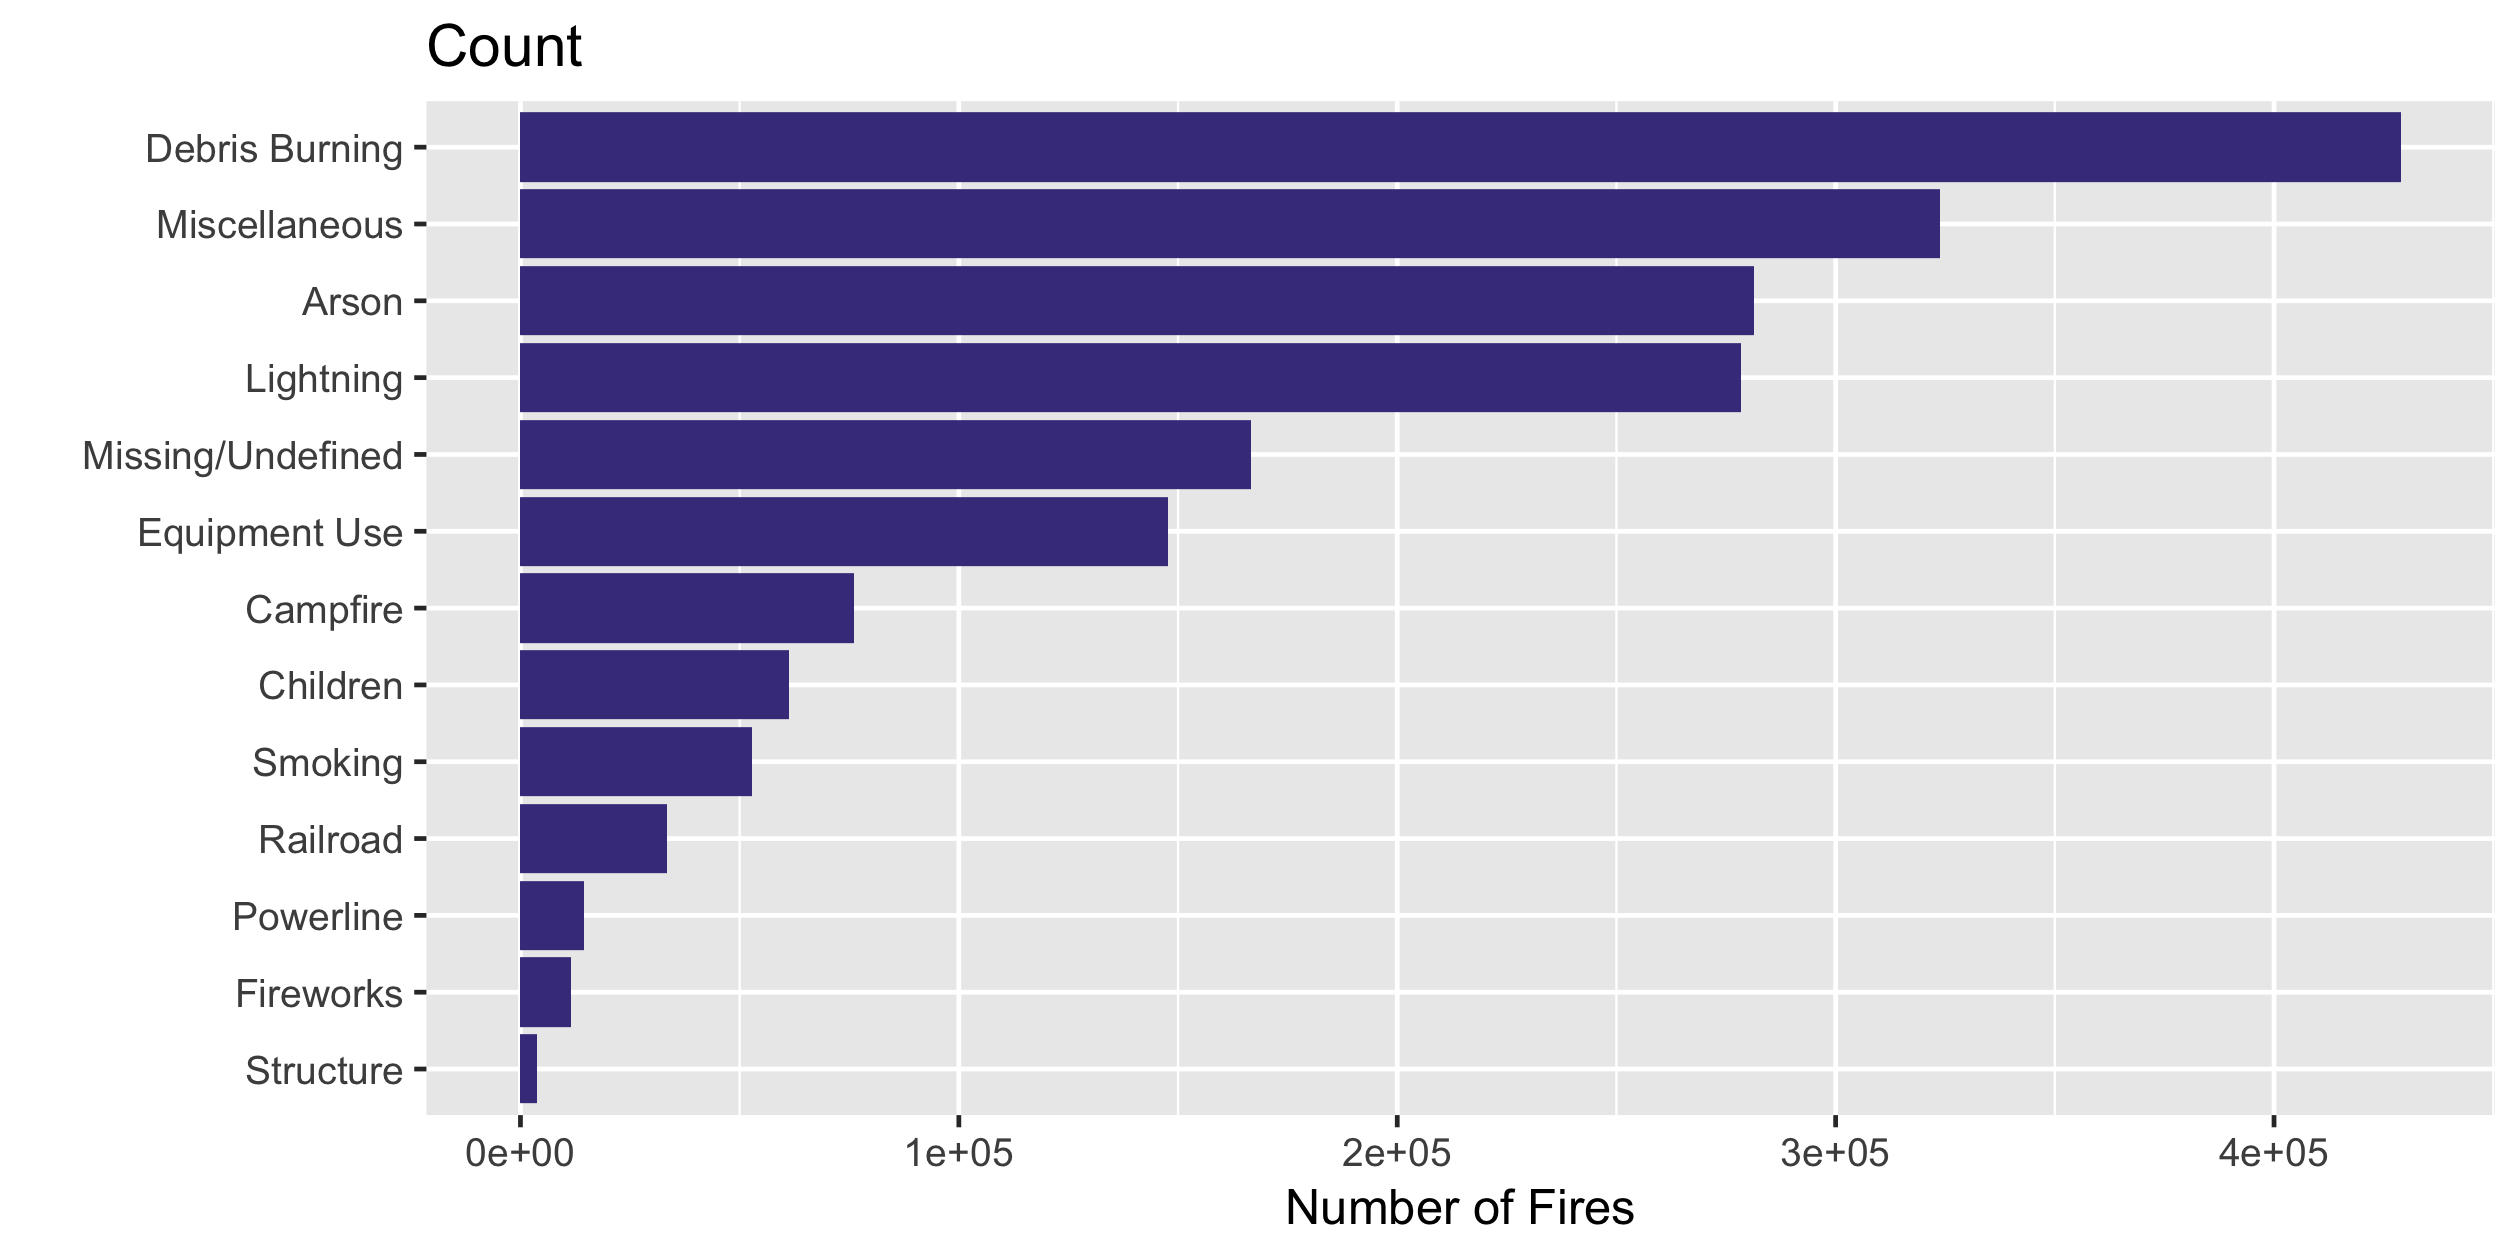 Count
Debris Burning
Miscellaneous
Arson
Lightning
Missing/Undefined
Equipment Use
Campfire
Children
Smoking
Railroad
Powerline
Fireworks
Structure
0e+00 1e+05 2e+05 3e+05 4e+05
Number of Fires